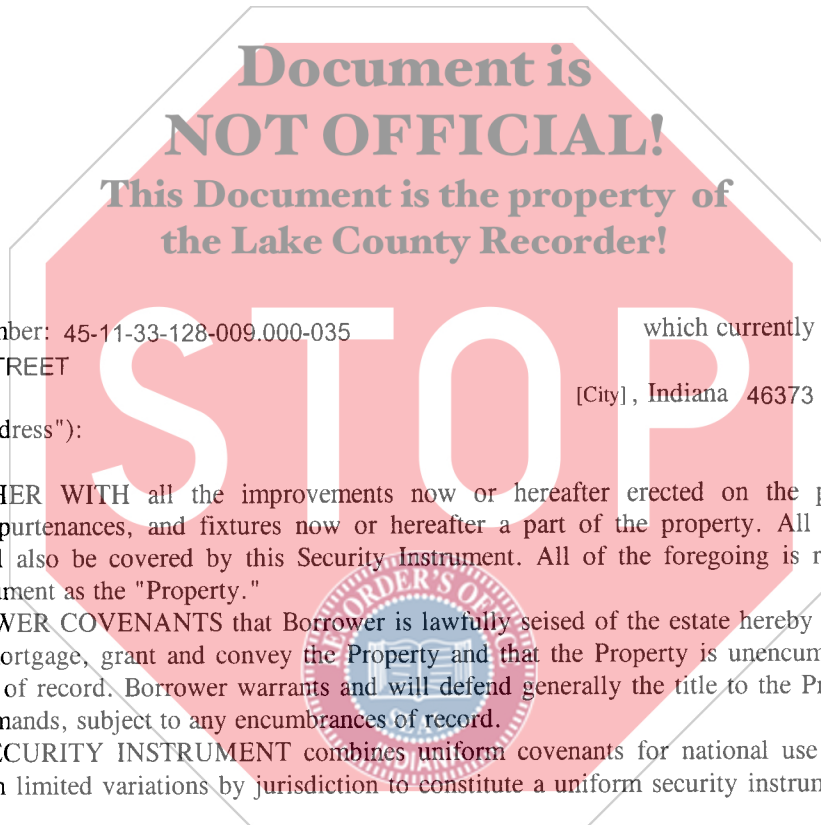 Document is
NOT OFFICIAL!
This Document is the property of
the Lake County Recorder!
STOP
nber: 45-11-33-128-009.000-035 which currently
TREET
[City], Indiana 46373
dress"):
HER WITH all the improvements now or hereafter erected on the p
purtenances, and fixtures now or hereafter a part of the property. All
l also be covered by this Security Instrument. All of the foregoing is r
ument as the "Property."
WER COVENANTS that Borrower is lawfully seised of the estate hereby
ortgage, grant and convey the Property and that the Property is unencum
of record. Borrower warrants and will defend generally the title to the Pr
mands, subject to any encumbrances of record.
ECURITY INSTRUMENT combines uniform covenants for national use
n limited variations by jurisdiction to constitute a uniform security instrum
RECORDER'S OFFICE